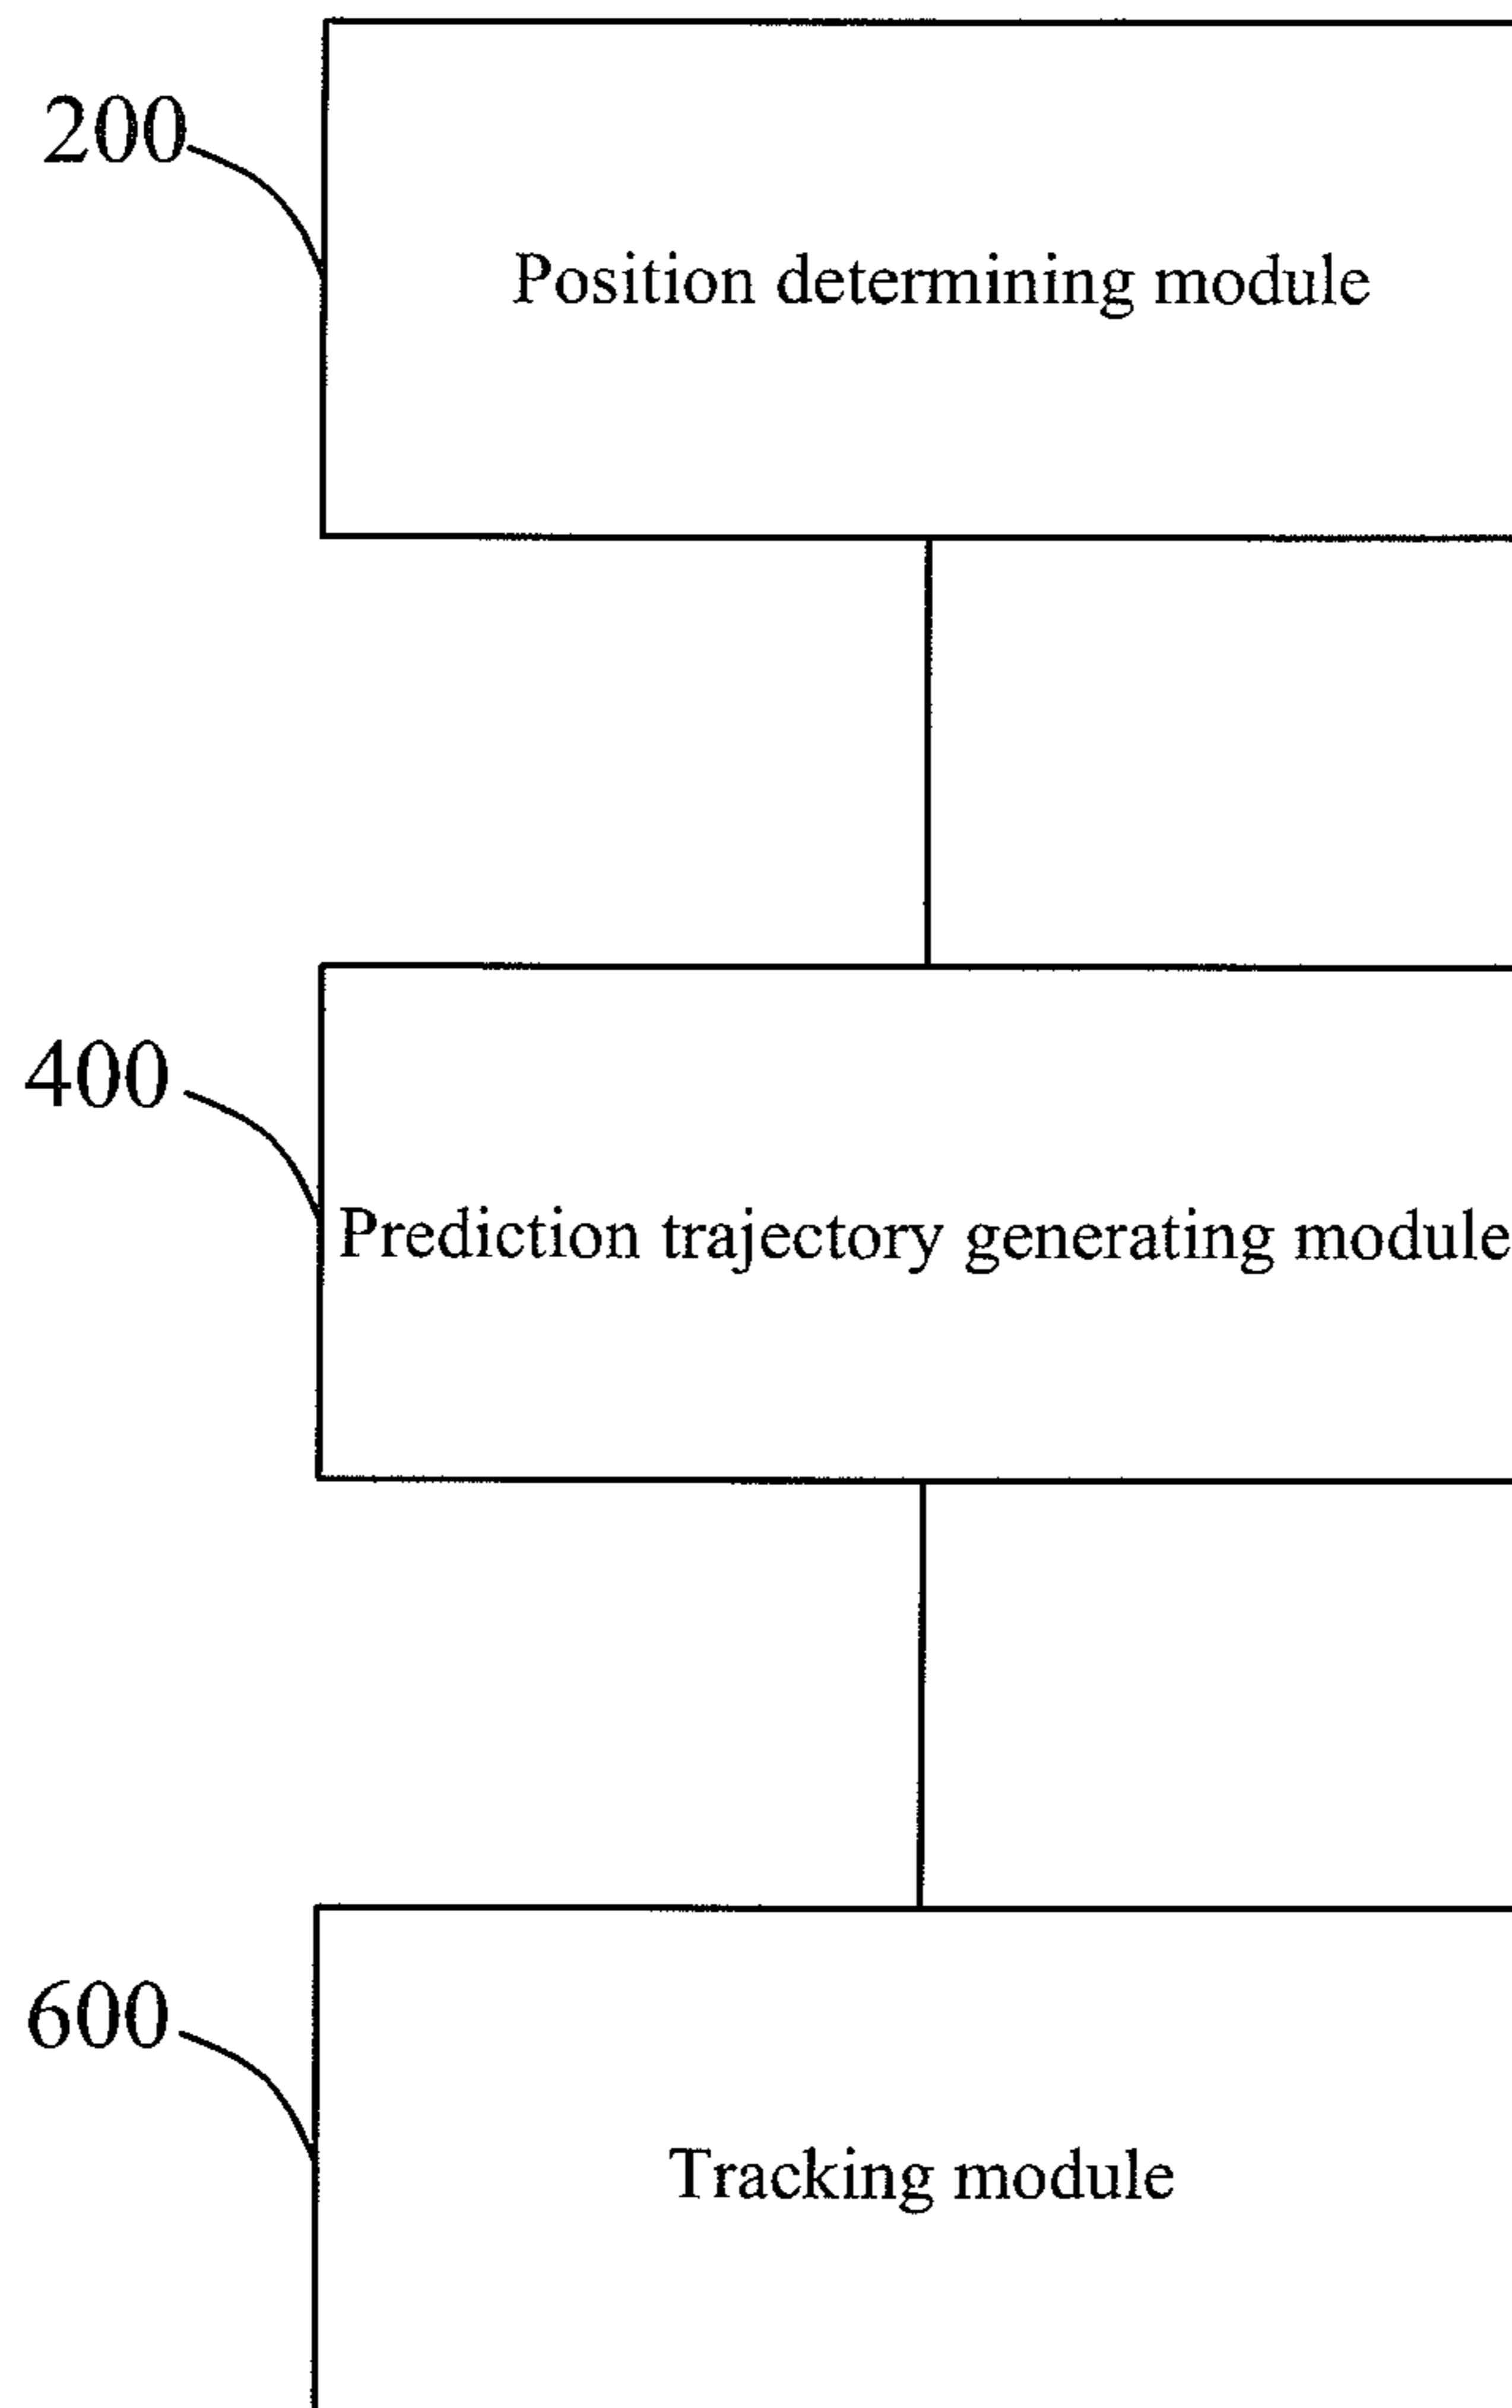 200
Position determining module
400
Prediction trajectory generating module
600
Tracking module